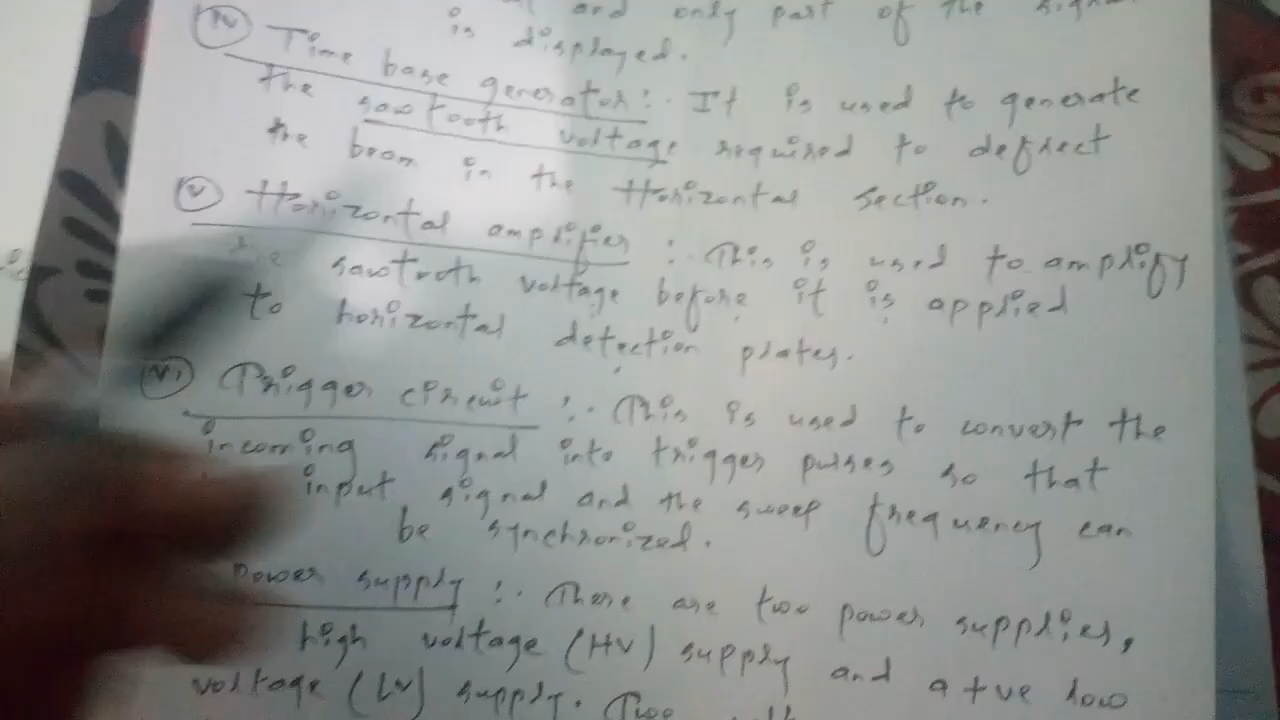 and only part of the
is displayed.
(iv) Time base generator :. It is used to generate
the sawtooth voltage required to deflect
the beam in the Horizontal section.
(v) Horizontal amplifier : This is used to amplify
the sawtooth voltage before it is applied
to horizontal detection plates.
(vi) Trigger circuit :. This is used to convert the
incoming signal into trigger pulses so that
input signal and the sweep frequency can
be synchronized.
Power supply :. There are two power supplies,
high voltage (HV) supply and a +ve low
voltage (LV) supply. Two